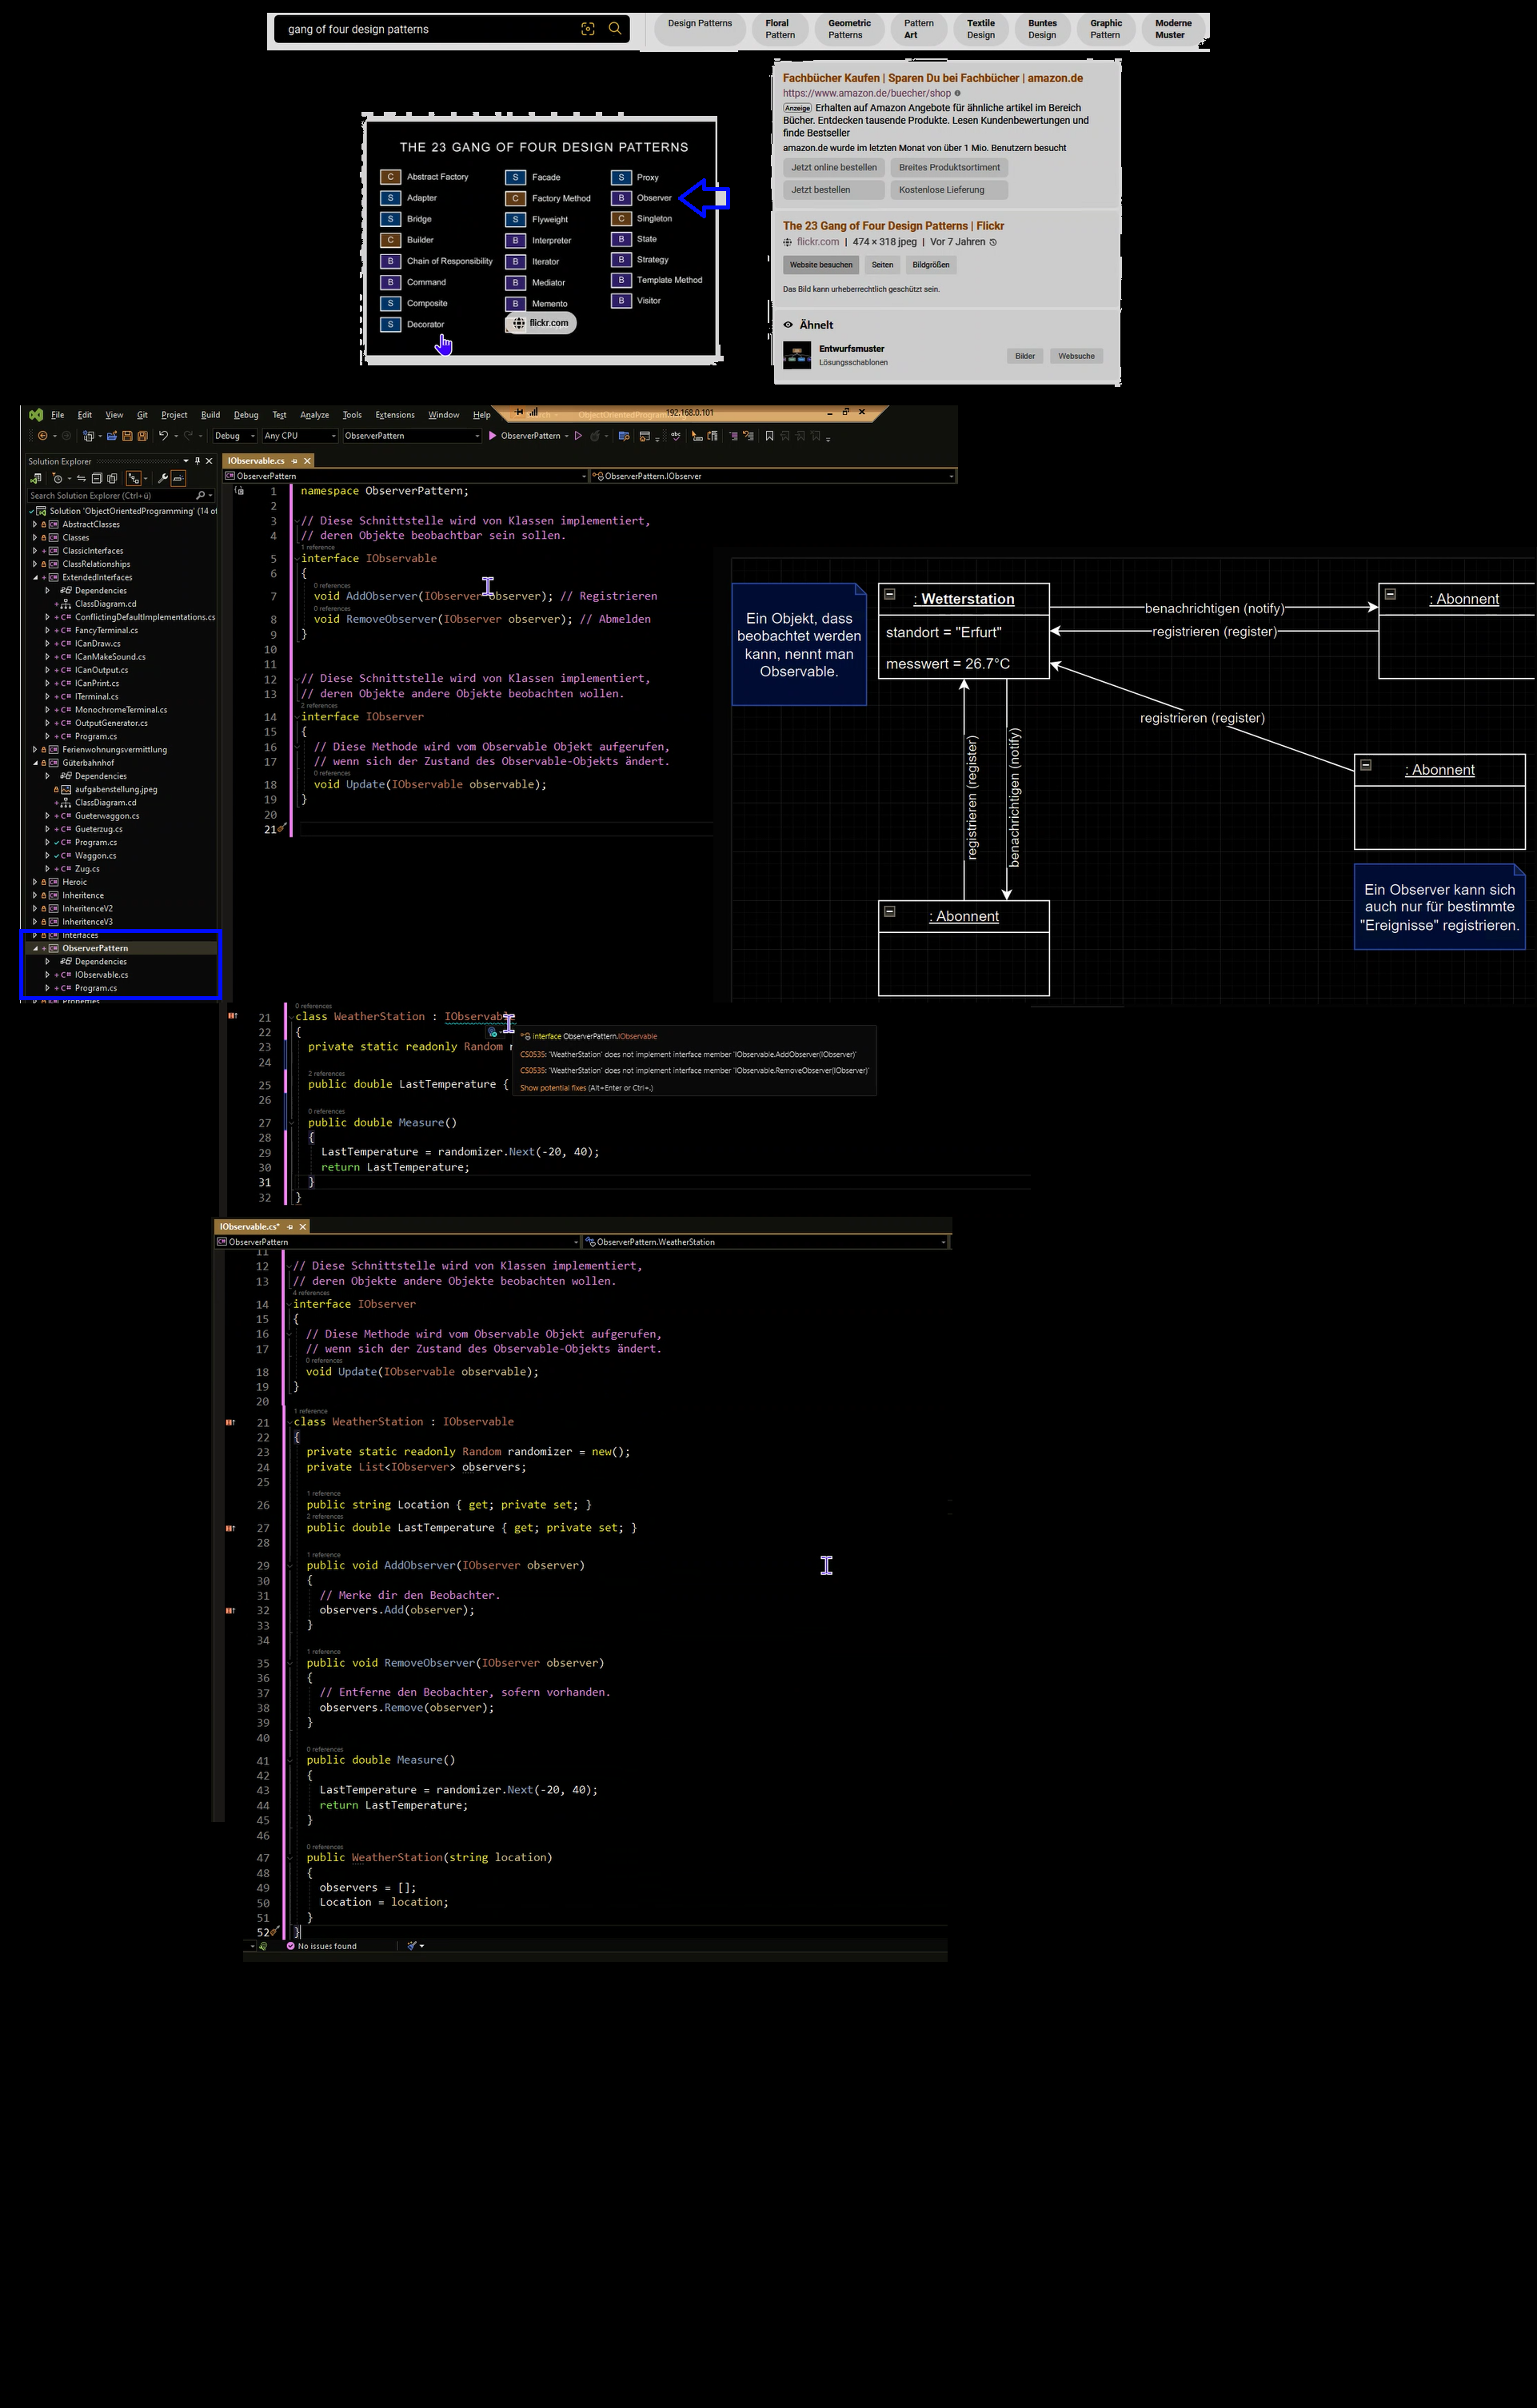 gang of four design patterns
Design Patterns
Floral
Pattern
Geometric
Patterns
Pattern
Art
Textile
Design
Buntes
Design
Graphic
Pattern
Moderne
Muster
THE 23 GANG OF FOUR DESIGN PATTERNS
C Abstract Factory
S Adapter
S Bridge
C Builder
B Chain of Responsibility
B Command
S Composite
S Decorator
S Facade
C Factory Method
S Flyweight
B Interpreter
B Iterator
B Mediator
B Memento
flickr.com
S Proxy
B Observer
C Singleton
B State
B Strategy
B Template Method
B Visitor
Fachbücher Kaufen | Sparen Du bei Fachbücher | amazon.de
https://www.amazon.de/buecher/shop
Anzeige Erhalten auf Amazon Angebote für ähnliche artikel im Bereich
Bücher. Entdecken tausende Produkte. Lesen Kundenbewertungen und
finde Bestseller
amazon.de wurde im letzten Monat von über 1 Mio. Benutzern besucht
Jetzt online bestellen
Breites Produktsortiment
Jetzt bestellen
Kostenlose Lieferung
The 23 Gang of Four Design Patterns | Flickr
flickr.com | 474 × 318 jpeg | Vor 7 Jahren
Website besuchen
Seiten
Bildgrößen
Das Bild kann urheberrechtlich geschützt sein.
Ähnelt
Entwurfsmuster
Lösungsschablonen
Bilder
Websuche
File Edit View Git Project Build Debug Test Analyze Tools Extensions Window Help
192.168.0.101
Debug Any CPU ObserverPattern ObserverPattern
Solution Explorer
Search Solution Explorer (Ctrl+ü)
Solution 'ObjectOrientedProgramming' (14 of
AbstractClasses
Classes
ClassicInterfaces
ClassRelationships
ExtendedInterfaces
Dependencies
ClassDiagram.cd
C# ConflictingDefaultImplementations.cs
C# FancyTerminal.cs
C# ICanDraw.cs
C# ICanMakeSound.cs
C# ICanOutput.cs
C# ICanPrint.cs
C# ITerminal.cs
C# MonochromeTerminal.cs
C# OutputGenerator.cs
C# Program.cs
Ferienwohnungsvermittlung
Güterbahnhof
Dependencies
aufgabenstellung.jpeg
ClassDiagram.cd
C# Gueterwaggon.cs
C# Gueterzug.cs
C# Program.cs
C# Waggon.cs
C# Zug.cs
Heroic
Inheritence
InheritenceV2
InheritenceV3
Interfaces
ObserverPattern
Dependencies
C# IObservable.cs
C# Program.cs
Properties
IObservable.cs
ObserverPattern
ObserverPattern.IObserver
1 namespace ObserverPattern;
2
3 // Diese Schnittstelle wird von Klassen implementiert,
4 // deren Objekte beobachtbar sein sollen.
1 reference
5 interface IObservable
6 {
0 references
7 void AddObserver(IObserver observer); // Registrieren
0 references
8 void RemoveObserver(IObserver observer); // Abmelden
9 }
10
11
12 // Diese Schnittstelle wird von Klassen implementiert,
13 // deren Objekte andere Objekte beobachten wollen.
2 references
14 interface IObserver
15 {
16 // Diese Methode wird vom Observable Objekt aufgerufen,
17 // wenn sich der Zustand des Observable-Objekts ändert.
0 references
18 void Update(IObservable observable);
19 }
20
21
Ein Objekt, dass
beobachtet werden
kann, nennt man
Observable.
: Wetterstation
standort = "Erfurt"
messwert = 26.7°C
benachrichtigen (notify)
registrieren (register)
: Abonnent
registrieren (register)
: Abonnent
registrieren (register)
benachrichtigen (notify)
: Abonnent
Ein Observer kann sich
auch nur für bestimmte
"Ereignisse" registrieren.
0 references
21 class WeatherStation : IObservab
22 {
23 private static readonly Random
24
2 references
25 public double LastTemperature {
26
0 references
27 public double Measure()
28 {
29 LastTemperature = randomizer.Next(-20, 40);
30 return LastTemperature;
31 }
32 }
interface ObserverPattern.IObservable
CS0535: 'WeatherStation' does not implement interface member 'IObservable.AddObserver(IObserver)'
CS0535: 'WeatherStation' does not implement interface member 'IObservable.RemoveObserver(IObserver)'
Show potential fixes (Alt+Enter or Ctrl+.)
IObservable.cs*
ObserverPattern
ObserverPattern.WeatherStation
11
12 // Diese Schnittstelle wird von Klassen implementiert,
13 // deren Objekte andere Objekte beobachten wollen.
4 references
14 interface IObserver
15 {
16 // Diese Methode wird vom Observable Objekt aufgerufen,
17 // wenn sich der Zustand des Observable-Objekts ändert.
0 references
18 void Update(IObservable observable);
19 }
20
1 reference
21 class WeatherStation : IObservable
22 {
23 private static readonly Random randomizer = new();
24 private List<IObserver> observers;
25
1 reference
26 public string Location { get; private set; }
2 references
27 public double LastTemperature { get; private set; }
28
1 reference
29 public void AddObserver(IObserver observer)
30 {
31 // Merke dir den Beobachter.
32 observers.Add(observer);
33 }
34
1 reference
35 public void RemoveObserver(IObserver observer)
36 {
37 // Entferne den Beobachter, sofern vorhanden.
38 observers.Remove(observer);
39 }
40
0 references
41 public double Measure()
42 {
43 LastTemperature = randomizer.Next(-20, 40);
44 return LastTemperature;
45 }
46
0 references
47 public WeatherStation(string location)
48 {
49 observers = [];
50 Location = location;
51 }
52 }
No issues found